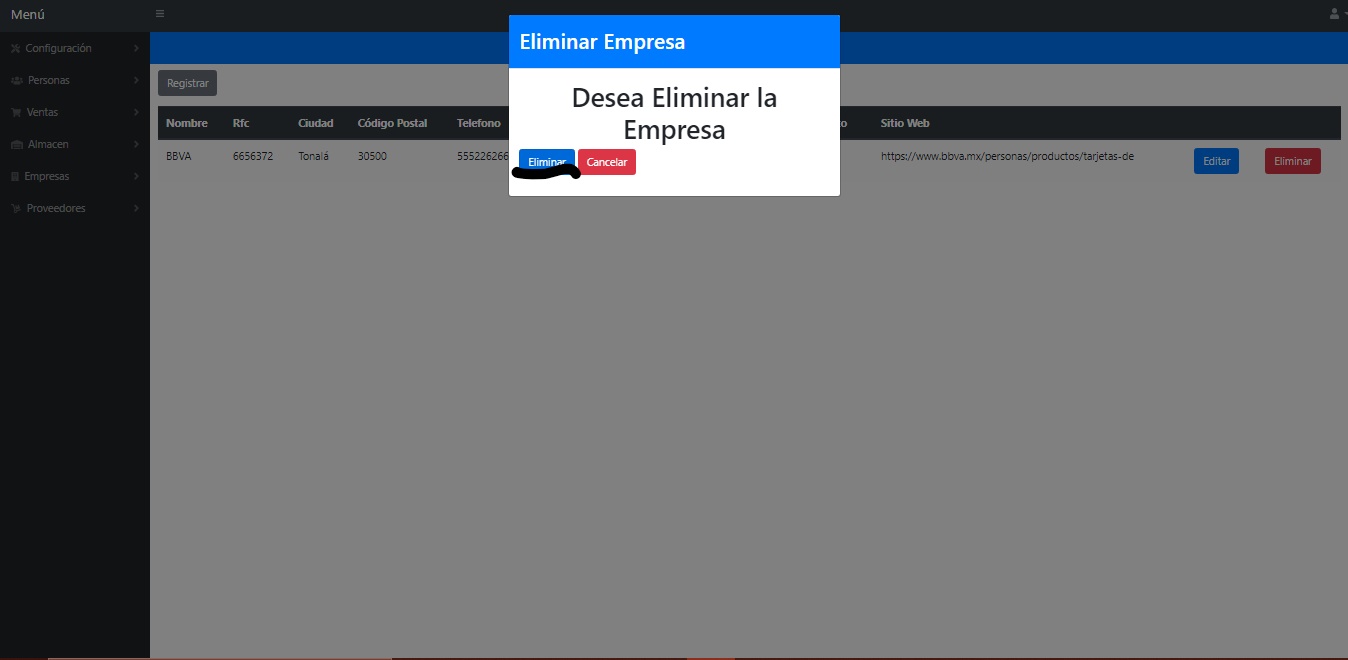 Menú
Eliminar Empresa
Configuración
Personas
Ventas
Almacen
Empresas
Proveedores
Registrar
Desea Eliminar la
Empresa
Eliminar Cancelar
Nombre Rfc Ciudad Código Postal Telefono Sitio Web
BBVA 6656372 Tonalá 30500 555226266 https://www.bbva.mx/personas/productos/tarjetas-de Editar Eliminar